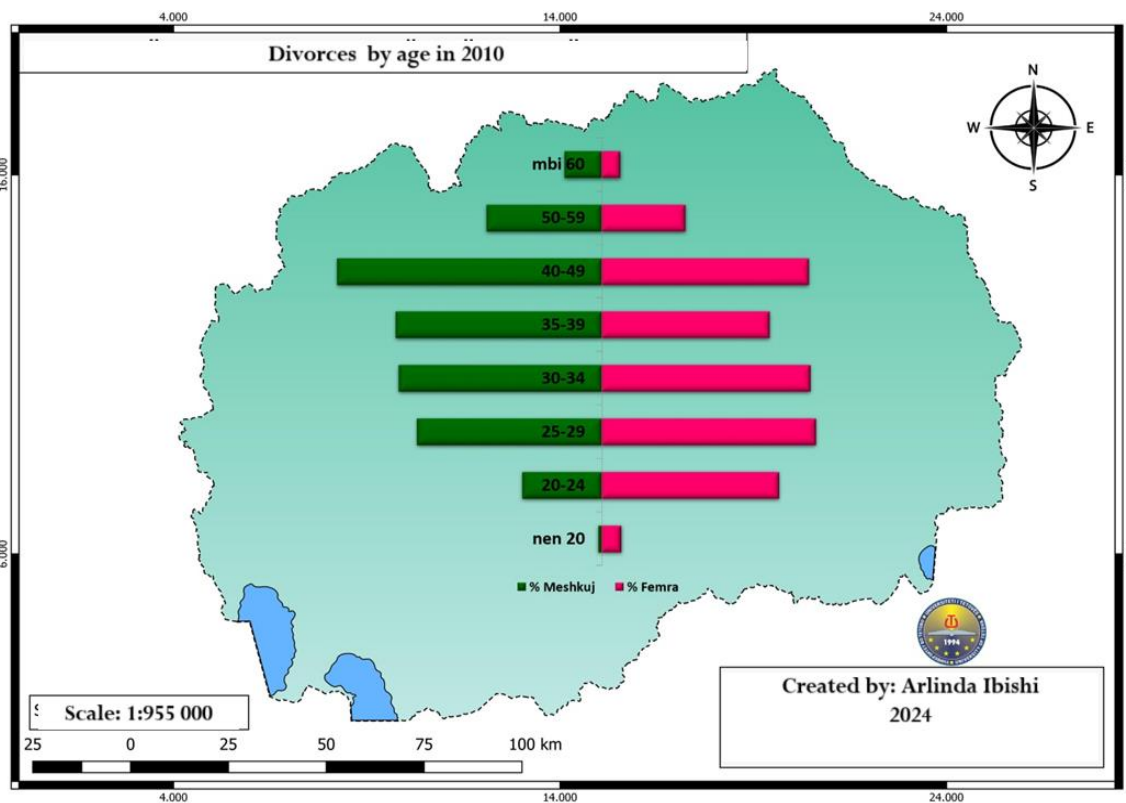 4.000 14.000 24.000
Divorces by age in 2010
N
W E
S
16.000
mbi 60
50-59
40-49
35-39
30-34
25-29
20-24
nen 20
6.000
% Meshkuj % Femra
1994
Created by: Arlinda Ibishi
2024
Scale: 1:955 000
25 0 25 50 75 100 km
4.000 14.000 24.000